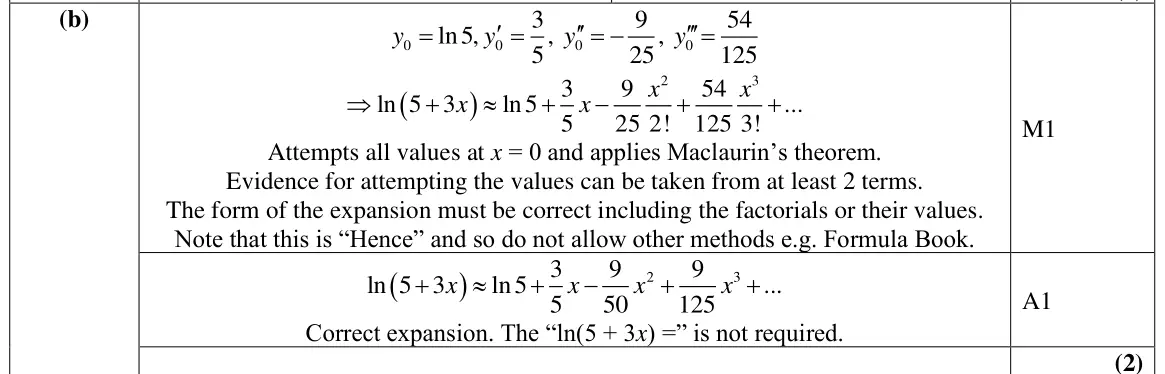 (b)
y₀ = ln 5, y₀′ = 3/5, y₀″ = −9/25, y₀‴ = 54/125
⇒ ln(5 + 3x) ≈ ln 5 + 3/5 x − 9/25 x²/2! + 54/125 x³/3! + ...
Attempts all values at x = 0 and applies Maclaurin’s theorem.
Evidence for attempting the values can be taken from at least 2 terms.
The form of the expansion must be correct including the factorials or their values.
Note that this is “Hence” and so do not allow other methods e.g. Formula Book.
M1
ln(5 + 3x) ≈ ln 5 + 3/5 x − 9/50 x² + 9/125 x³ + ...
Correct expansion. The “ln(5 + 3x) =” is not required.
A1
(2)